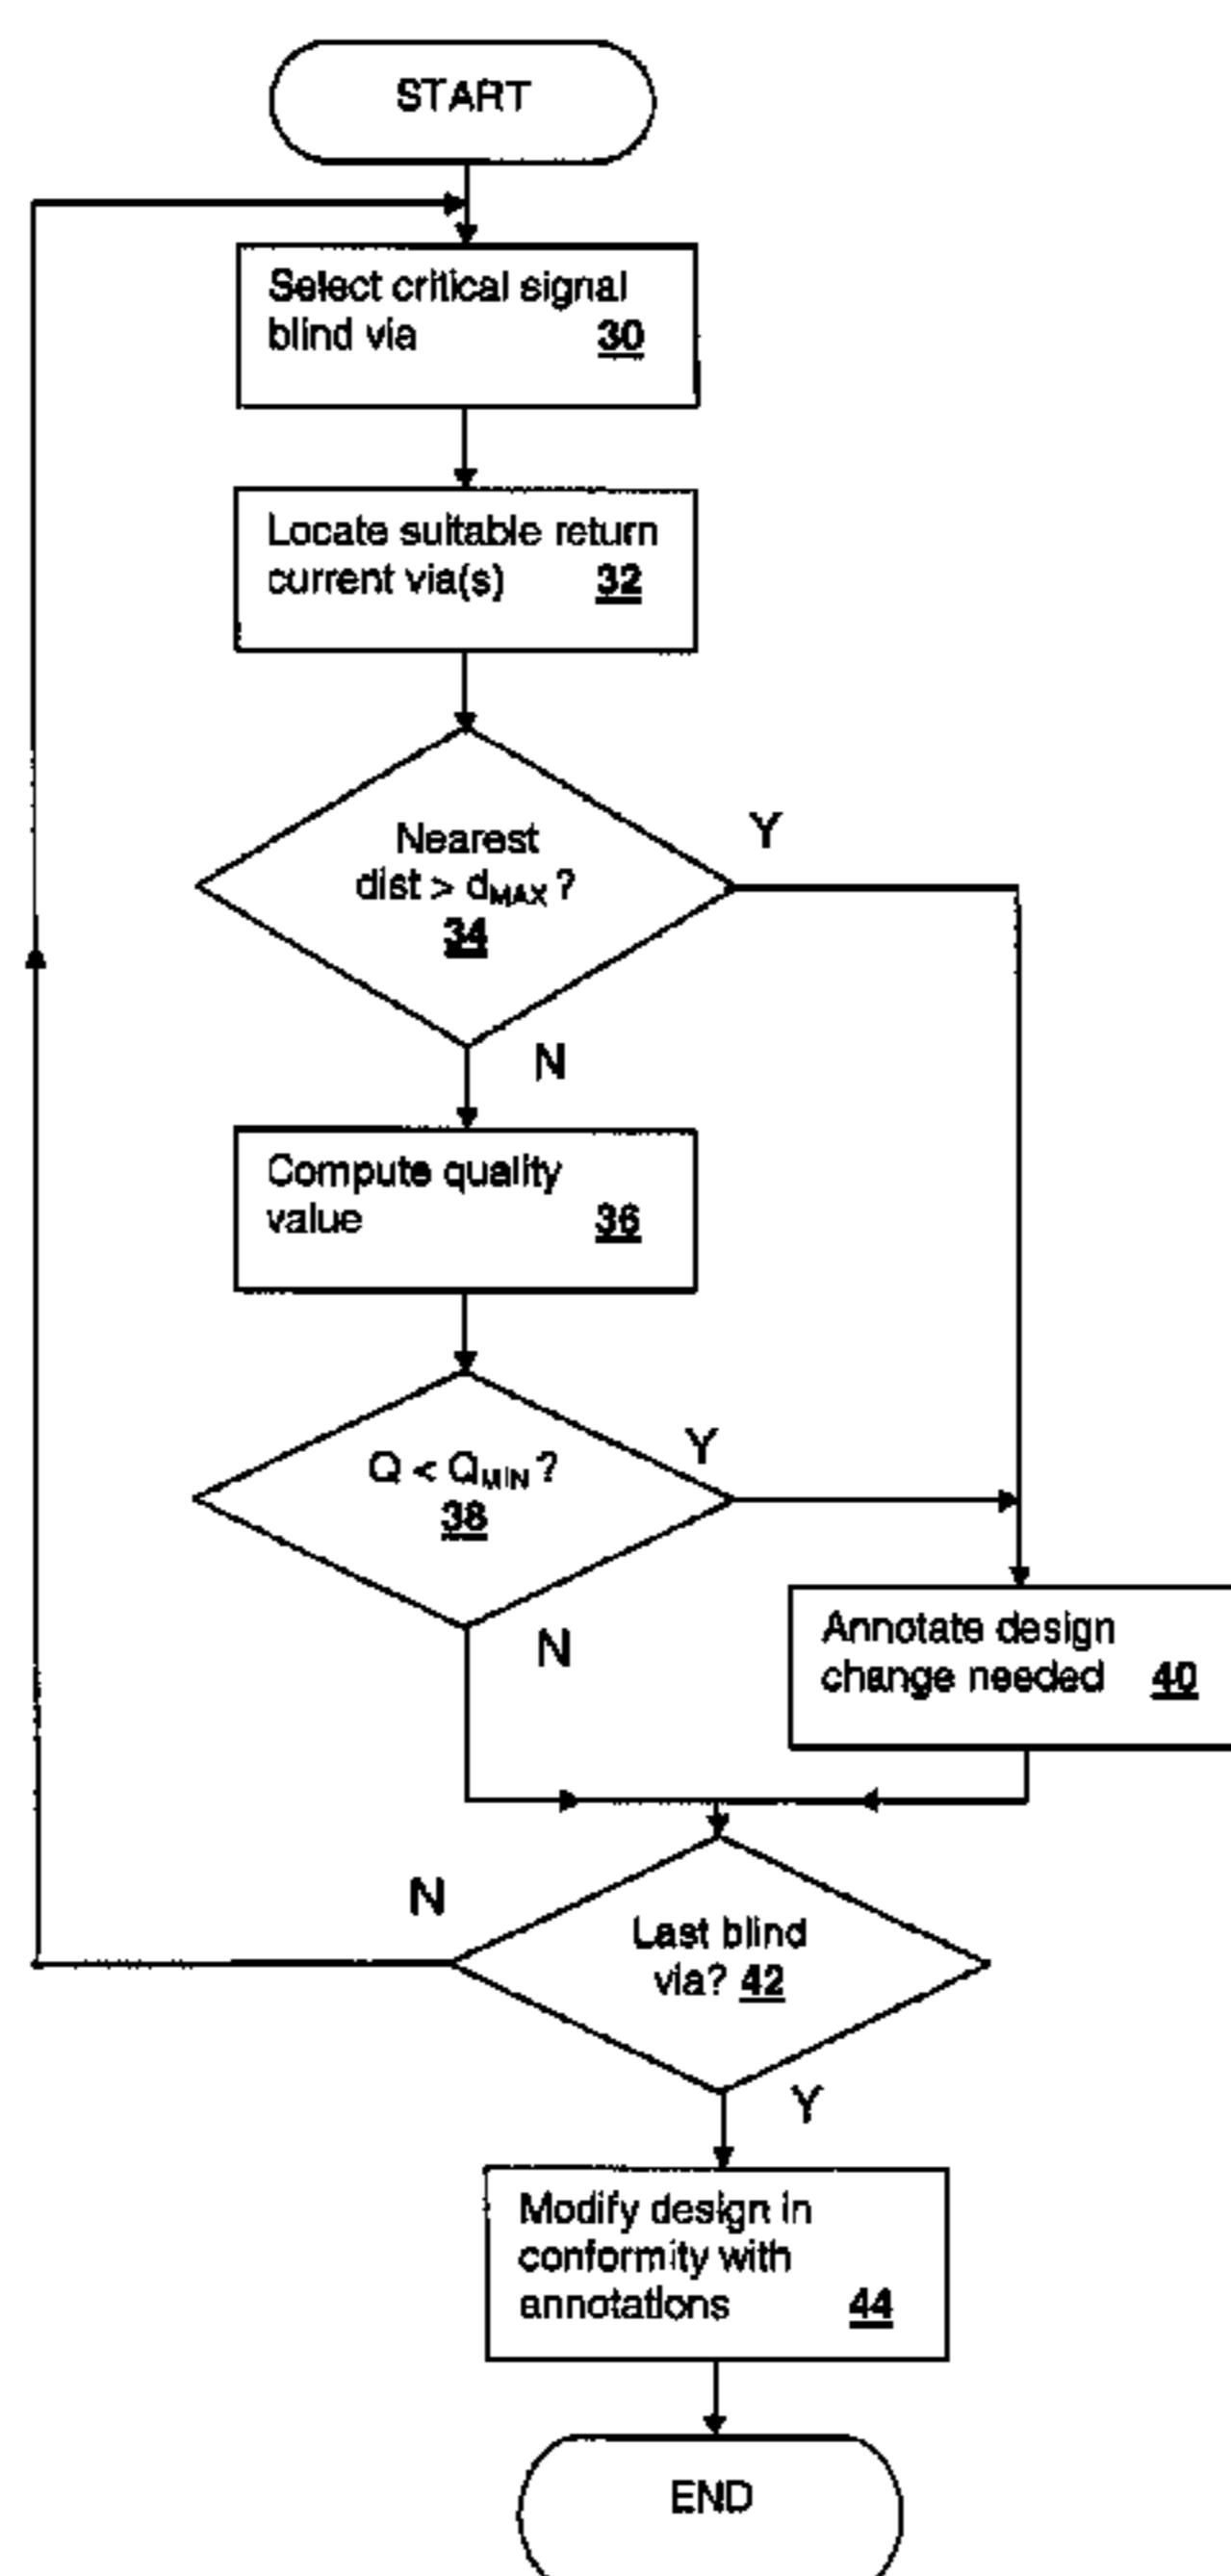 START
Select critical signal
blind via 30
Locate suitable return
current via(s) 32
Nearest
dist > dMAX ?
34
Y
N
Compute quality
value 36
Q < QMIN ?
38
Y
N
Annotate design
change needed 40
Last blind
via? 42
N
Y
Modify design in
conformity with
annotations 44
END